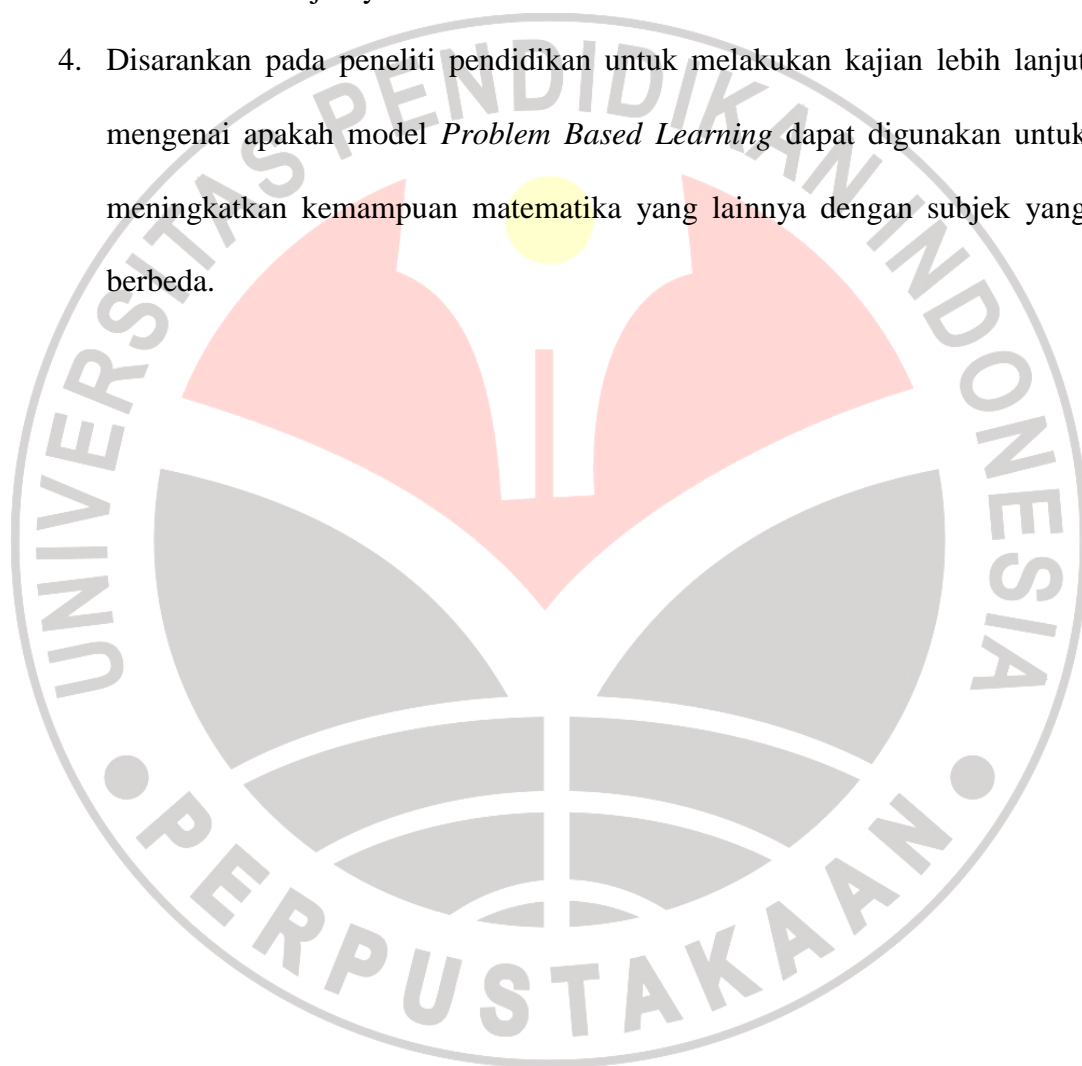 4. Disarankan pada peneliti pendidikan untuk melakukan kajian lebih lanjut
mengenai apakah model Problem Based Learning dapat digunakan untuk
meningkatkan kemampuan matematika yang lainnya dengan subjek yang
berbeda.
UNIVERSITAS PENDIDIKAN INDONESIA
PERPUSTAKAAN